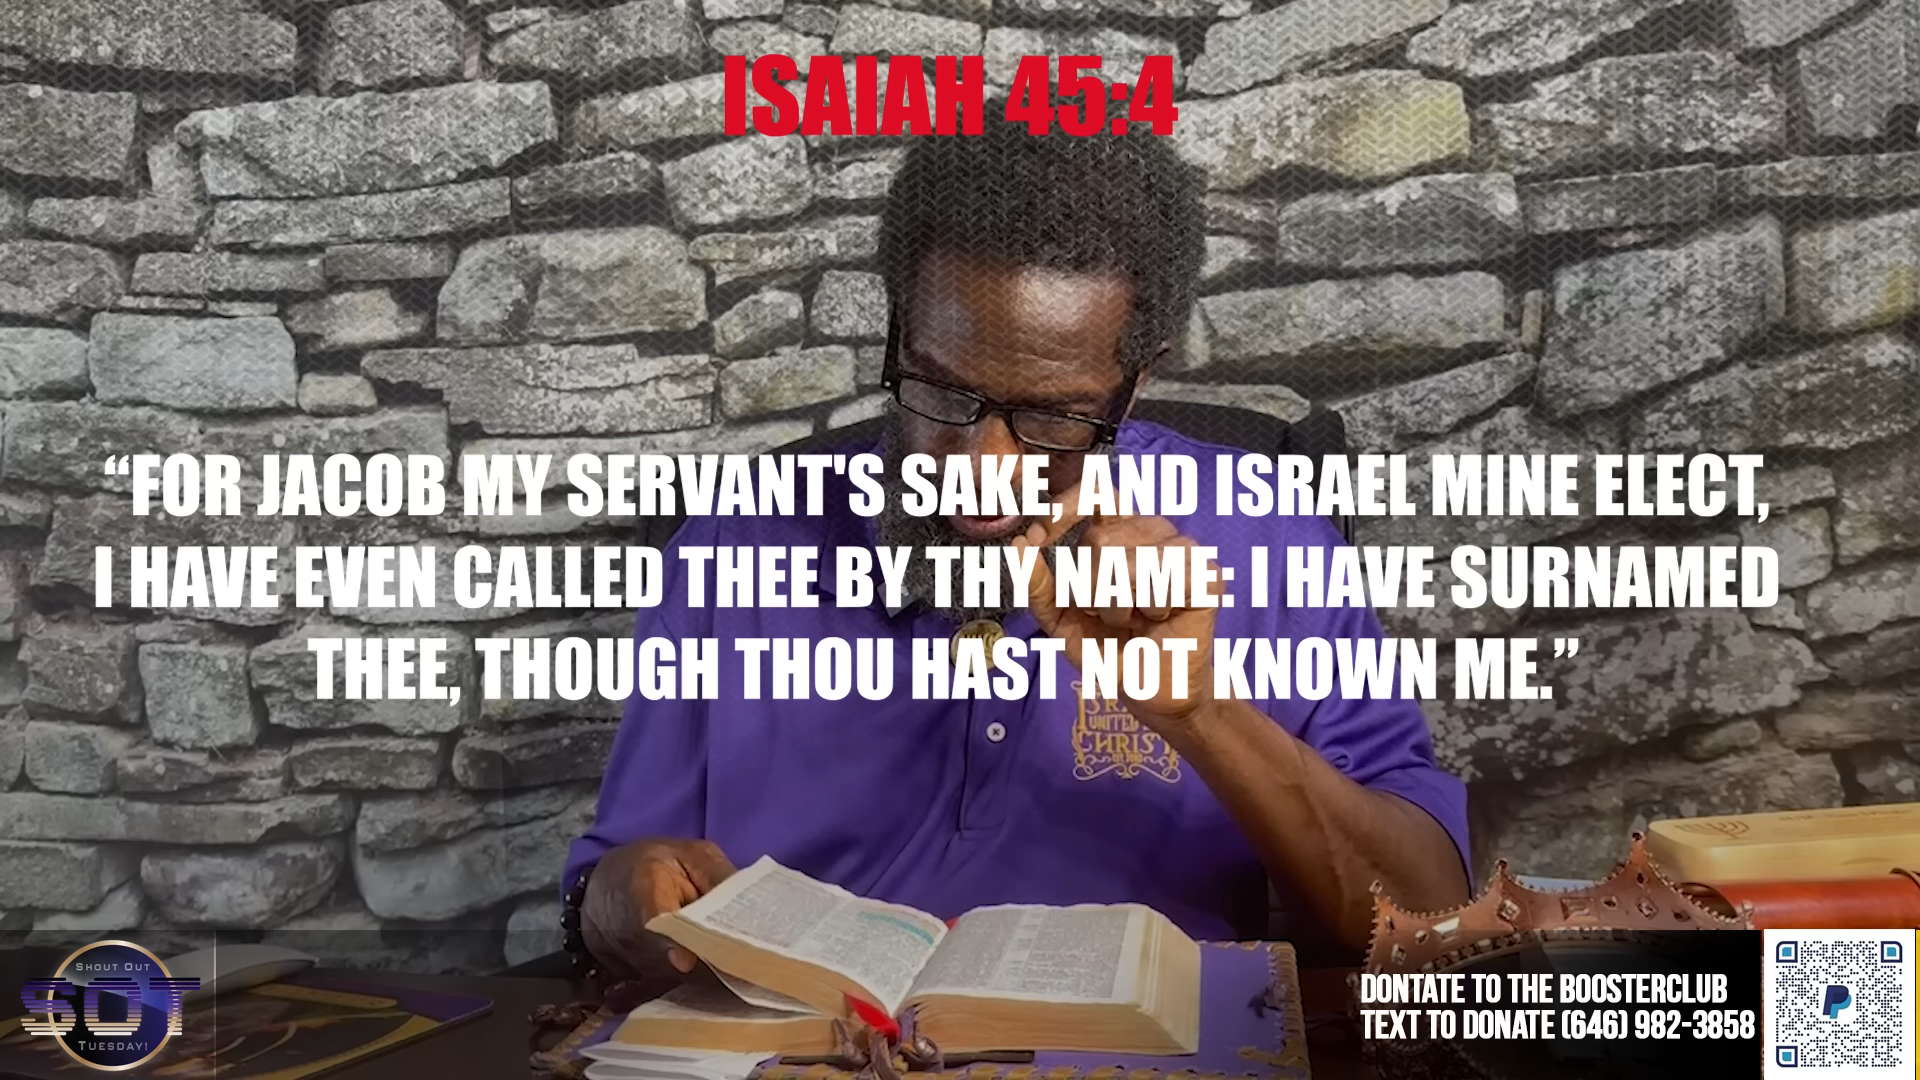 ISAIAH 45:4
“FOR JACOB MY SERVANT'S SAKE, AND ISRAEL MINE ELECT,
I HAVE EVEN CALLED THEE BY THY NAME: I HAVE SURNAMED
THEE, THOUGH THOU HAST NOT KNOWN ME.”
UNITED
CHRIST
SHOUT OUT
SOT
TUESDAY!
DONTATE TO THE BOOSTERCLUB
TEXT TO DONATE (646) 982-3858